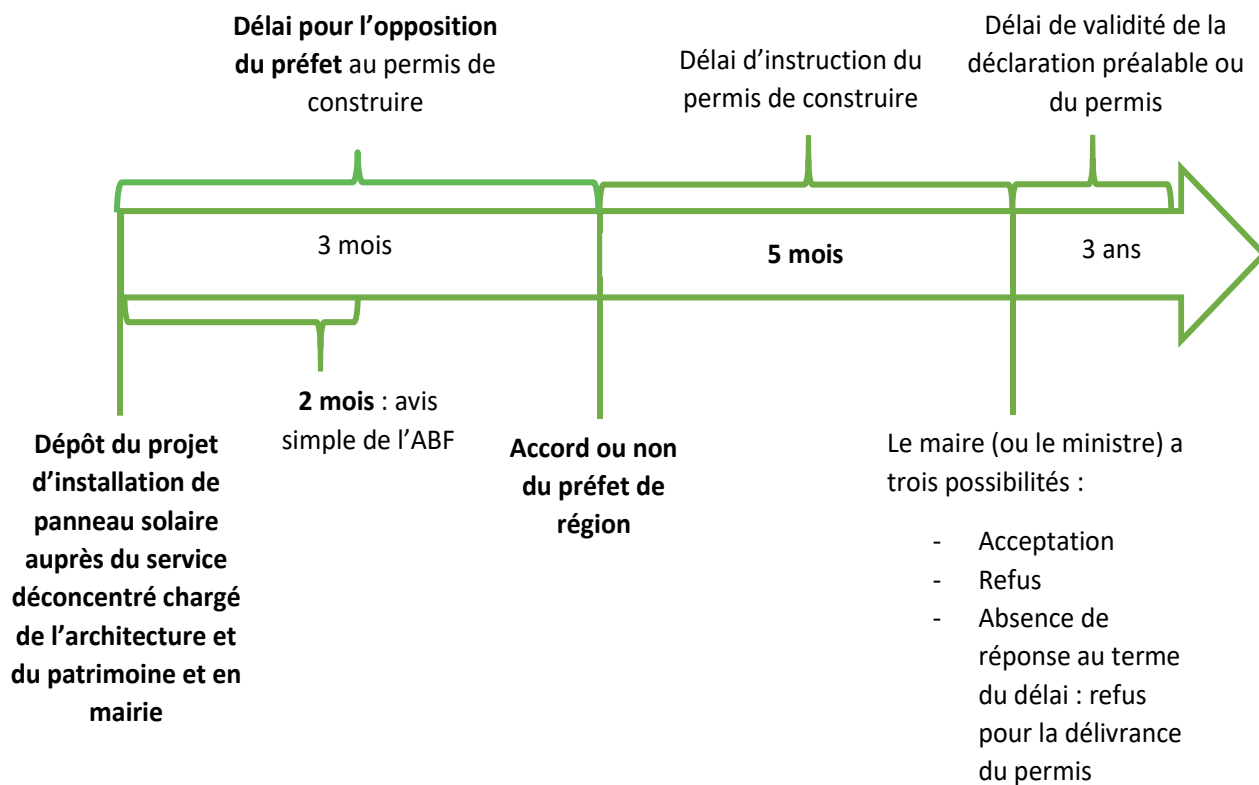 Délai pour l’opposition
du préfet au permis de
construire
Délai d’instruction du
permis de construire
Délai de validité de la
déclaration préalable ou
du permis
3 mois
5 mois
3 ans
2 mois : avis
simple de l’ABF
Dépôt du projet
d’installation de
panneau solaire
auprès du service
déconcentré chargé
de l’architecture et
du patrimoine et en
mairie
Accord ou non
du préfet de
région
Le maire (ou le ministre) a
trois possibilités :
- Acceptation
- Refus
- Absence de
réponse au terme
du délai : refus
pour la délivrance
du permis